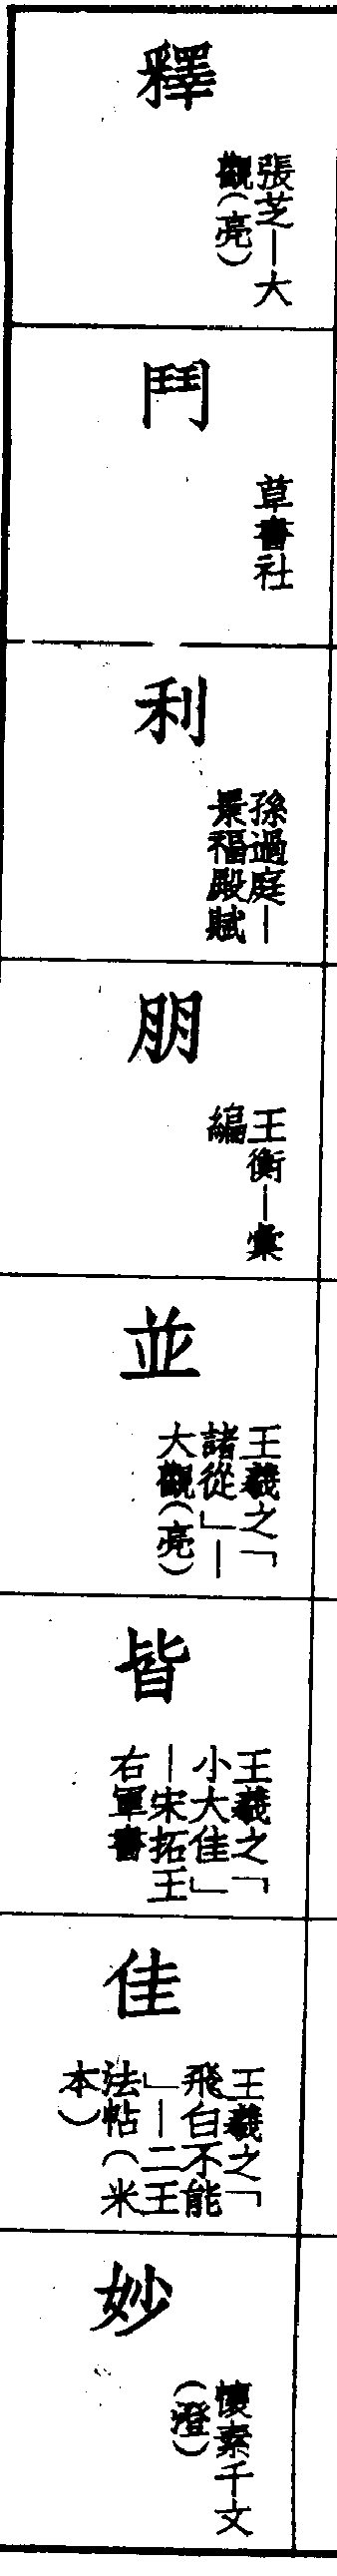 釋
張芝—大
觀（亮）
鬥
草書社
利
孫過庭—
景福殿賦
朋
王衡—彙
編
並
王羲之「
諸從」—
大觀（亮）
皆
王羲之「
小大佳」
—宋拓王
右軍書
佳
王羲之「
飛白不能
」—二王
法帖（米
本）
妙
懷素千文
（澄）